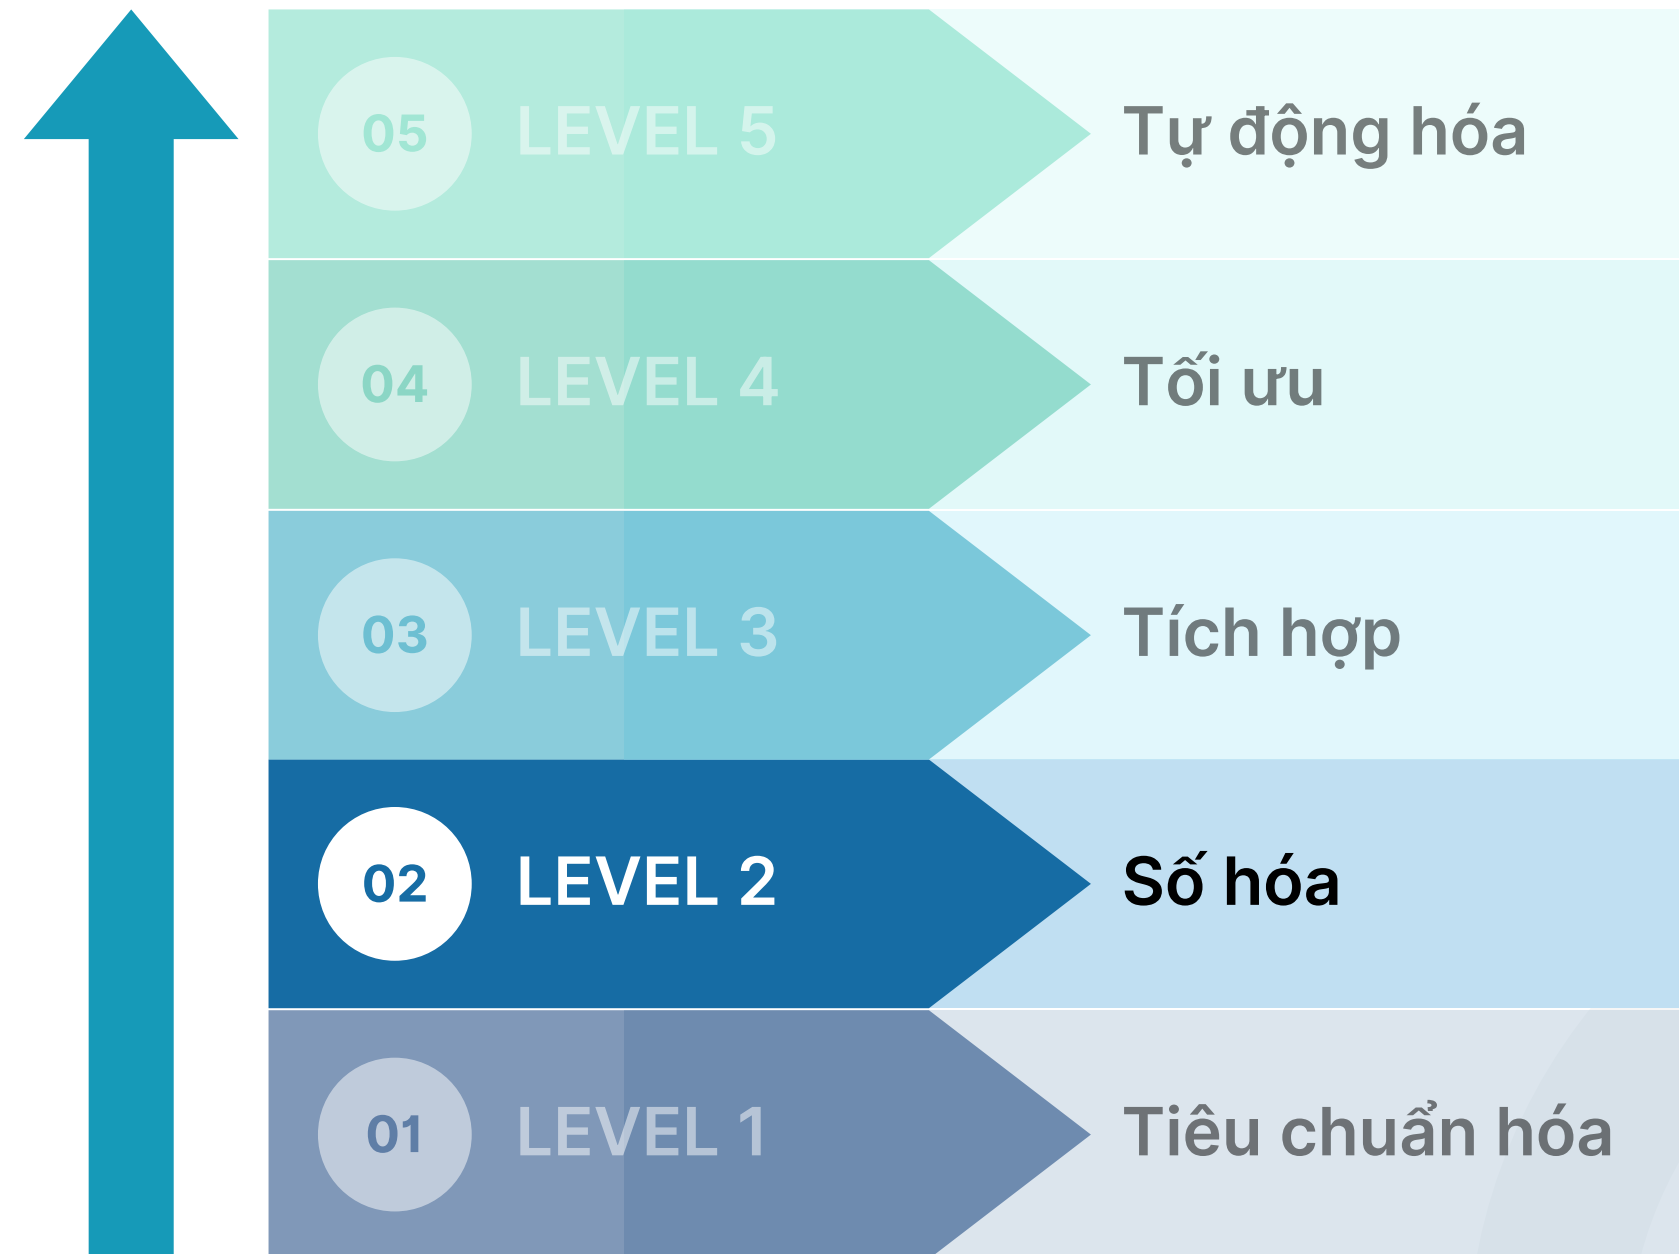 05 LEVEL 5 Tự động hóa
04 LEVEL 4 Tối ưu
03 LEVEL 3 Tích hợp
02 LEVEL 2 Số hóa
01 LEVEL 1 Tiêu chuẩn hóa